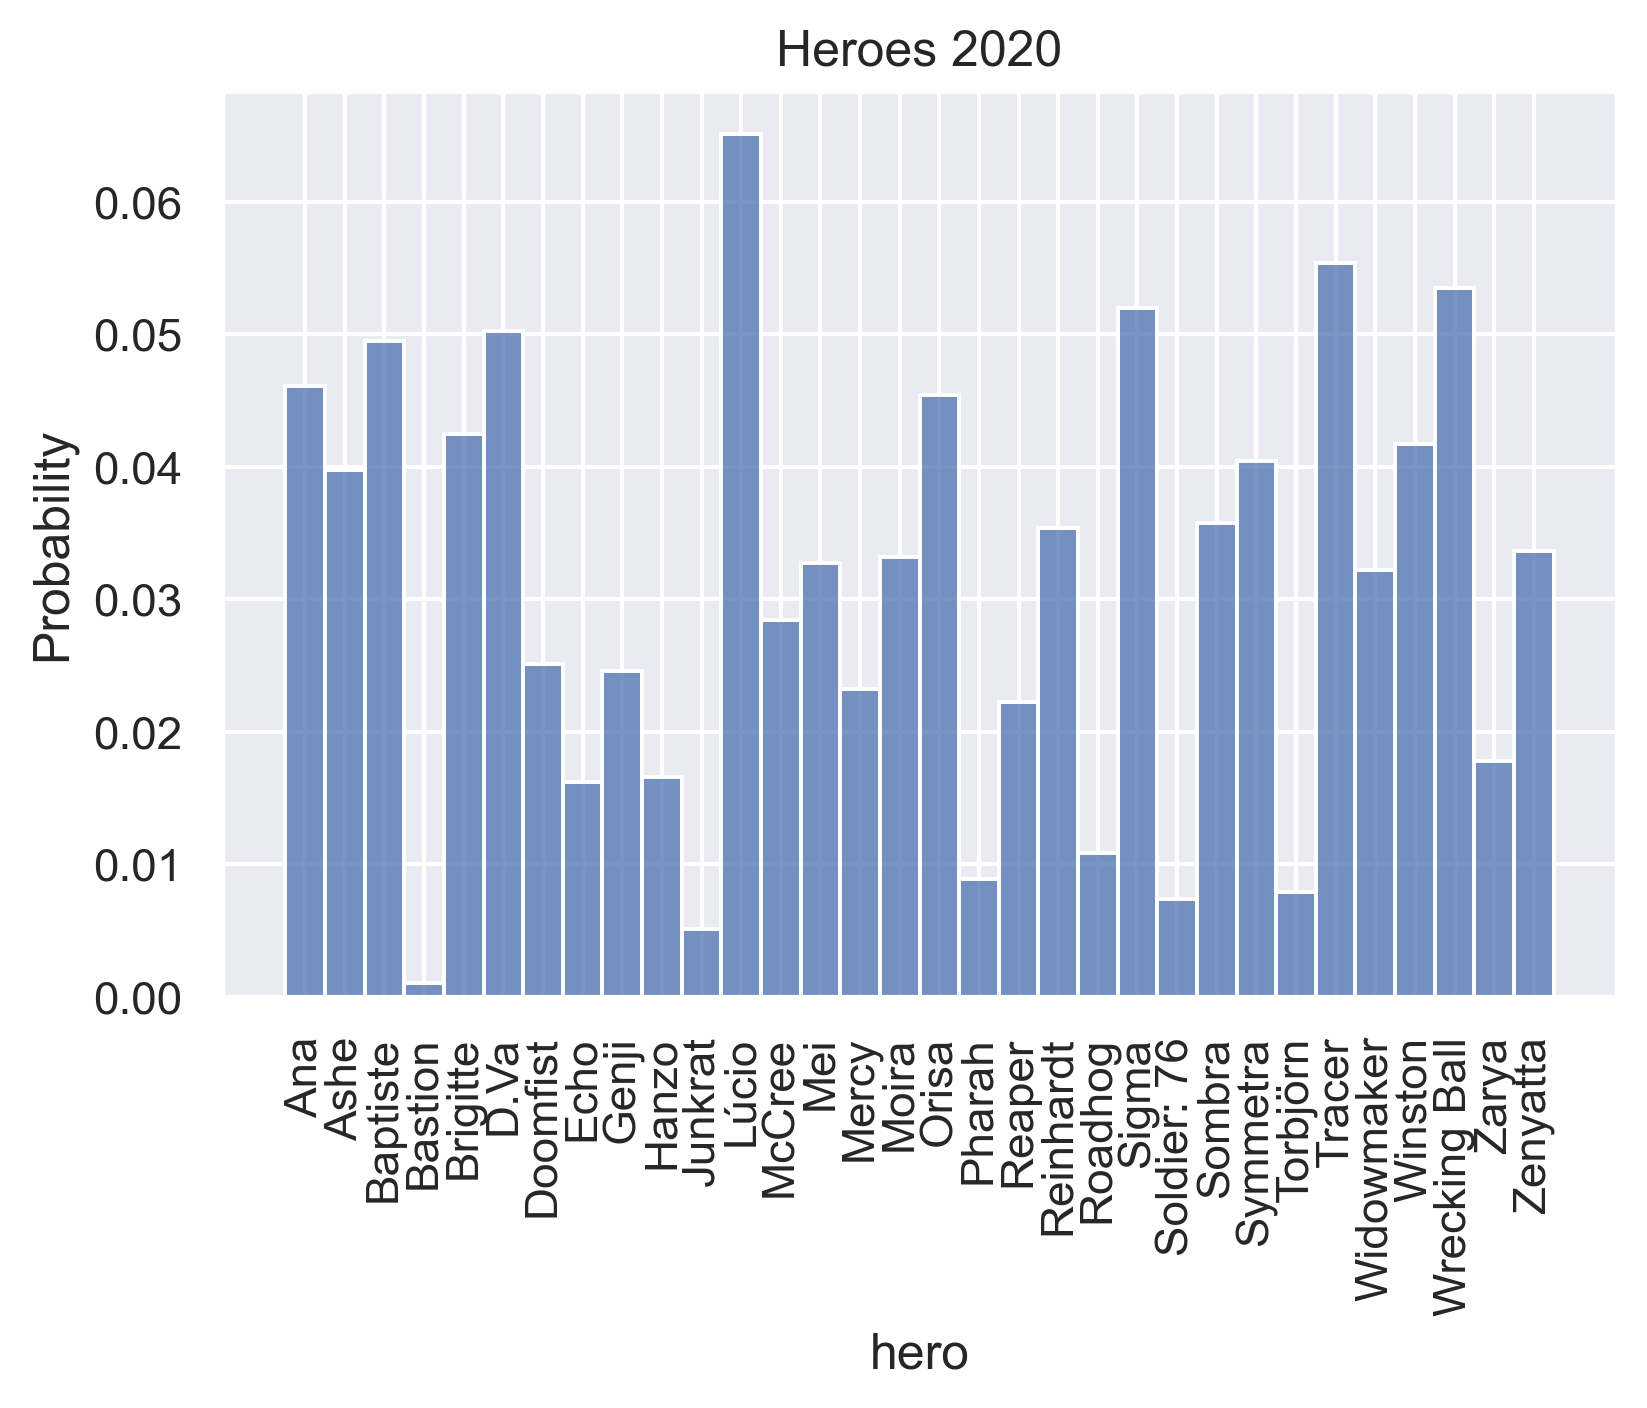 Heroes 2020
Probability
0.06
0.05
0.04
0.03
0.02
0.01
0.00
Ana
Ashe
Baptiste
Bastion
Brigitte
D.Va
Doomfist
Echo
Genji
Hanzo
Junkrat
Lúcio
McCree
Mei
Mercy
Moira
Orisa
Pharah
Reaper
Reinhardt
Roadhog
Sigma
Soldier: 76
Sombra
Symmetra
Torbjörn
Tracer
Widowmaker
Winston
Wrecking Ball
Zarya
Zenyatta
hero